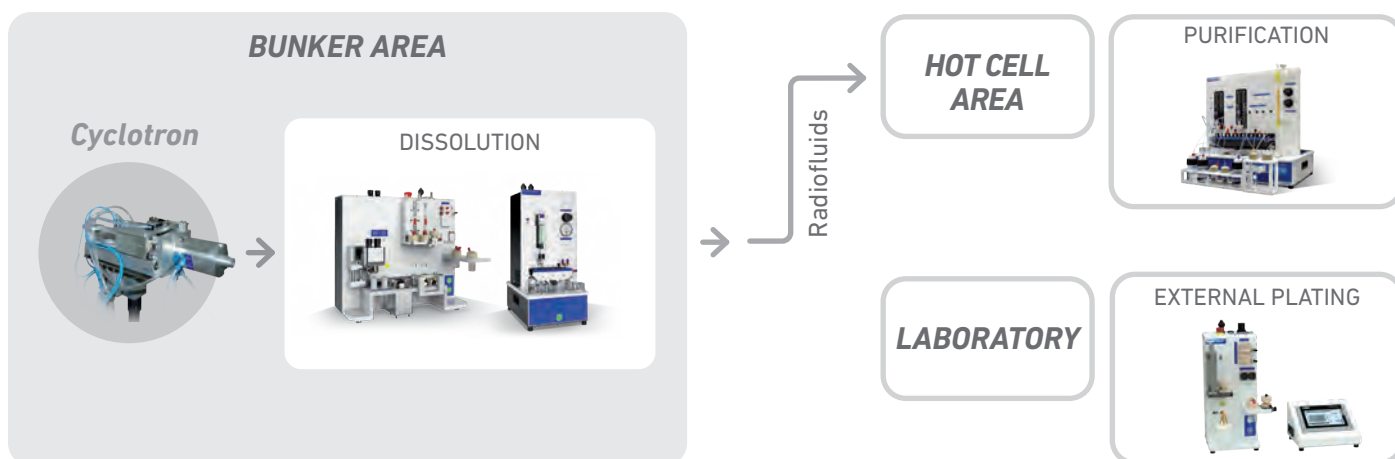 BUNKER AREA
Cyclotron
DISSOLUTION
Radiofluids
HOT CELL
AREA
PURIFICATION
LABORATORY
EXTERNAL PLATING